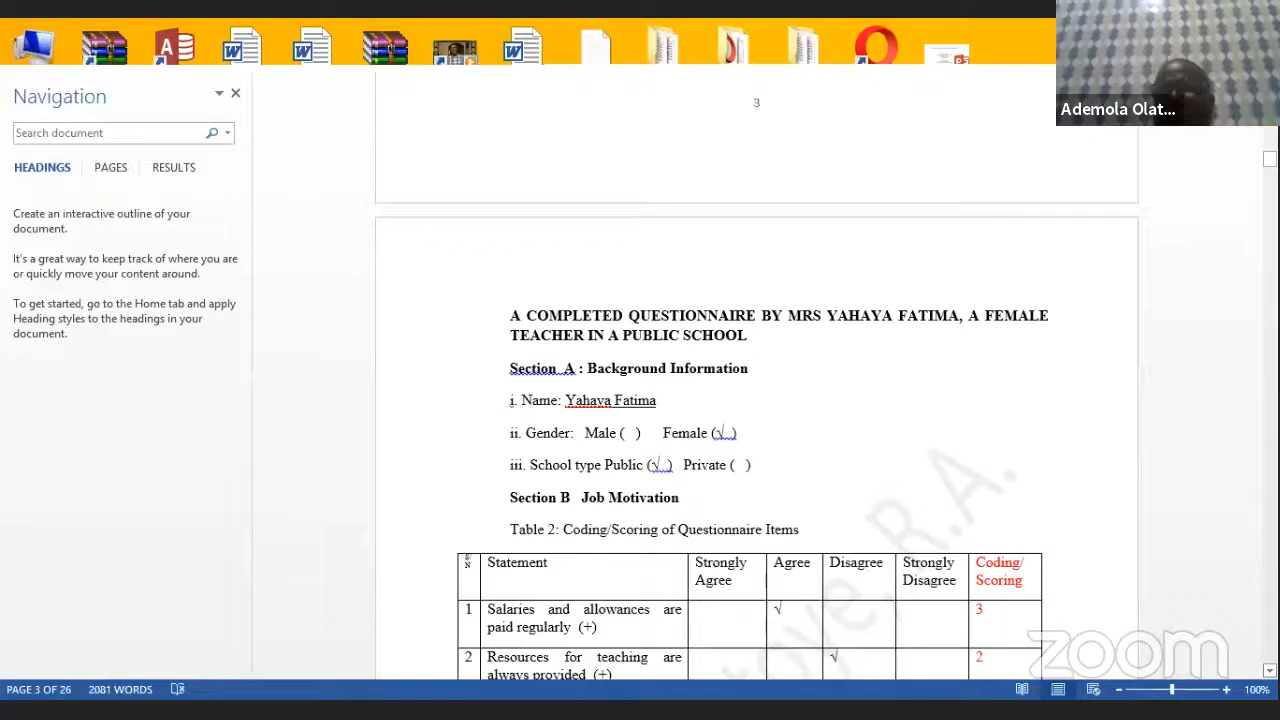 Ademola Olat...
Navigation
3
Search document
HEADINGS PAGES RESULTS
Create an interactive outline of your
document.
It's a great way to keep track of where you are
or quickly move your content around.
To get started, go to the Home tab and apply
Heading styles to the headings in your
document.
A COMPLETED QUESTIONNAIRE BY MRS YAHAYA FATIMA, A FEMALE
TEACHER IN A PUBLIC SCHOOL
Section A : Background Information
i. Name: Yahaya Fatima
ii. Gender: Male ( ) Female (√ )
iii. School type Public (√ ) Private ( )
Section B Job Motivation
Table 2: Coding/Scoring of Questionnaire Items
S/
N
Statement
Strongly
Agree
Agree
Disagree
Strongly
Disagree
Coding/
Scoring
1 Salaries and allowances are √ 3
paid regularly (+)
2 Resources for teaching are √ 2
always provided (+)
oye, R.A.
zoom
PAGE 3 OF 26 2081 WORDS 100%